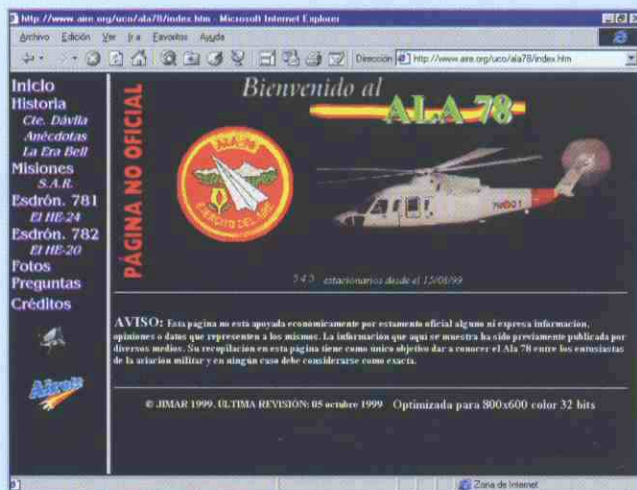 http://www.aire.org/uco/ala78/index.htm - Microsoft Internet Explorer
Archivo Edición Ver Ir a Favoritos Ayuda
Dirección http://www.aire.org/uco/ala78/index.htm
Inicio
Historia
Cte. Dávila
Anécdotas
La Era Bell
Misiones
S.A.R.
Esdrón. 781
El HE-24
Esdrón. 782
El HE-20
Fotos
Preguntas
Créditos
Aire
PÁGINA NO OFICIAL
Bienvenido al
ALA 78
ALA-78
EJERCITO DEL AIRE
545 estacionarios desde el 15/08/99
AVISO: Esta página no está apoyada económicamente por estamento oficial alguno ni expresa información,
opiniones o datos que representen a los mismos. La información que aquí se muestra ha sido previamente publicada por
diversos medios. Su recopilación en esta página tiene como único objetivo dar a conocer el Ala 78 entre los entusiastas
de la aviación militar y en ningún caso debe considerarse como exacta.
© JIMAR 1999. ÚLTIMA REVISIÓN: 05 octubre 1999 Optimizada para 800x600 color 32 bits
Zona de Internet